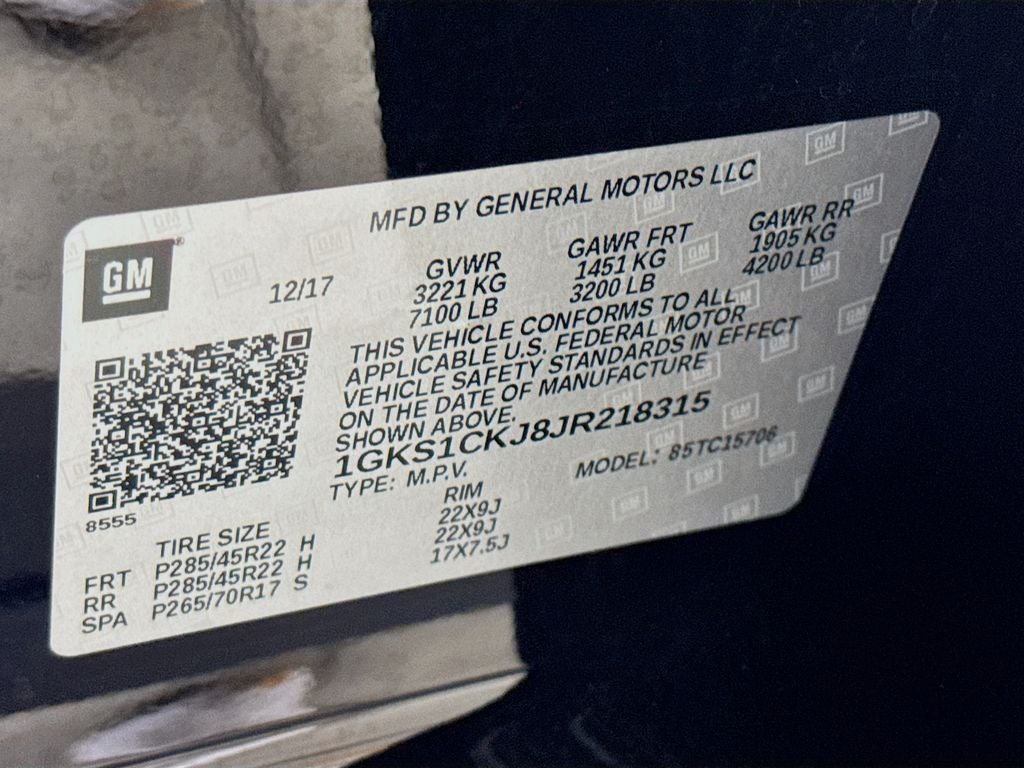 MFD BY GENERAL MOTORS LLC
GM
12/17
GVWR GAWR FRT GAWR RR
3221 KG 1451 KG 1905 KG
7100 LB 3200 LB 4200 LB
THIS VEHICLE CONFORMS TO ALL
APPLICABLE U.S. FEDERAL MOTOR
VEHICLE SAFETY STANDARDS IN EFFECT
ON THE DATE OF MANUFACTURE
SHOWN ABOVE.
1GKS1CKJ8JR218315
TYPE: M.P.V. MODEL: 85TC15706
8555
TIRE SIZE RIM
FRT P285/45R22 H 22X9J
RR P285/45R22 H 22X9J
SPA P265/70R17 S 17X7.5J